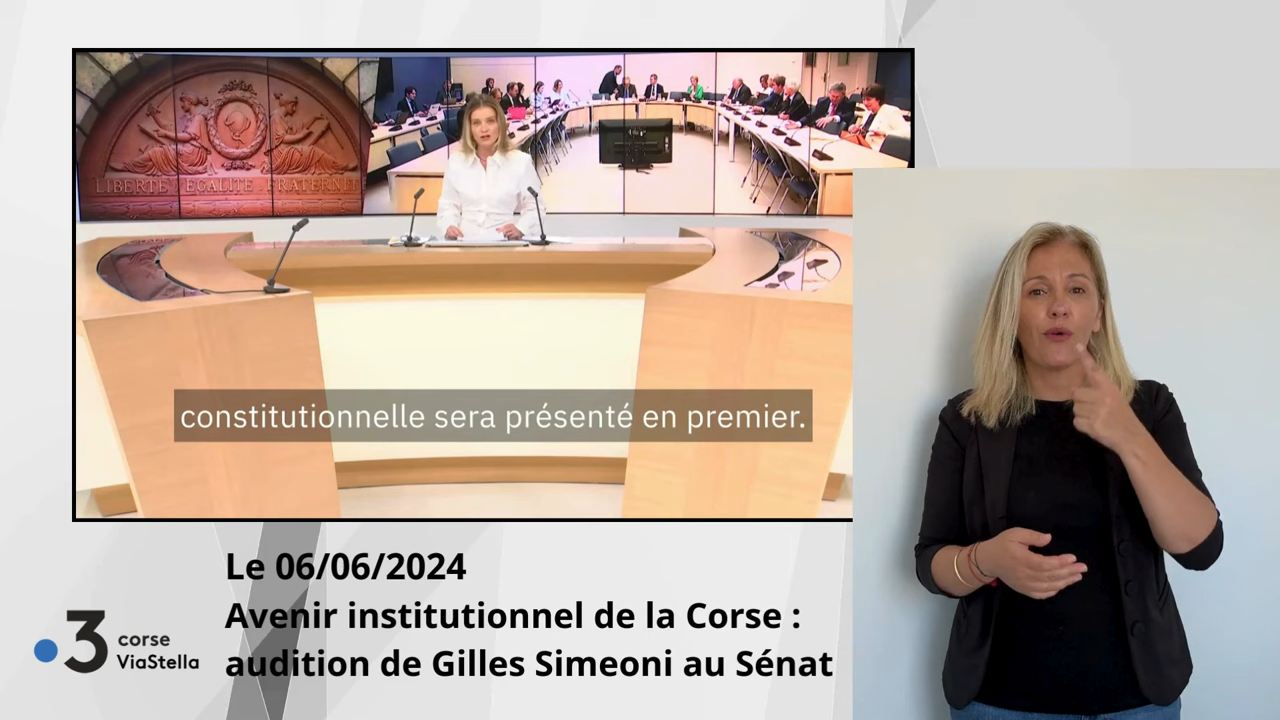 LIBERTE · EGALITE · FRATERNIT
constitutionnelle sera présenté en premier.
Le 06/06/2024
Avenir institutionnel de la Corse :
audition de Gilles Simeoni au Sénat
3 corse
ViaStella